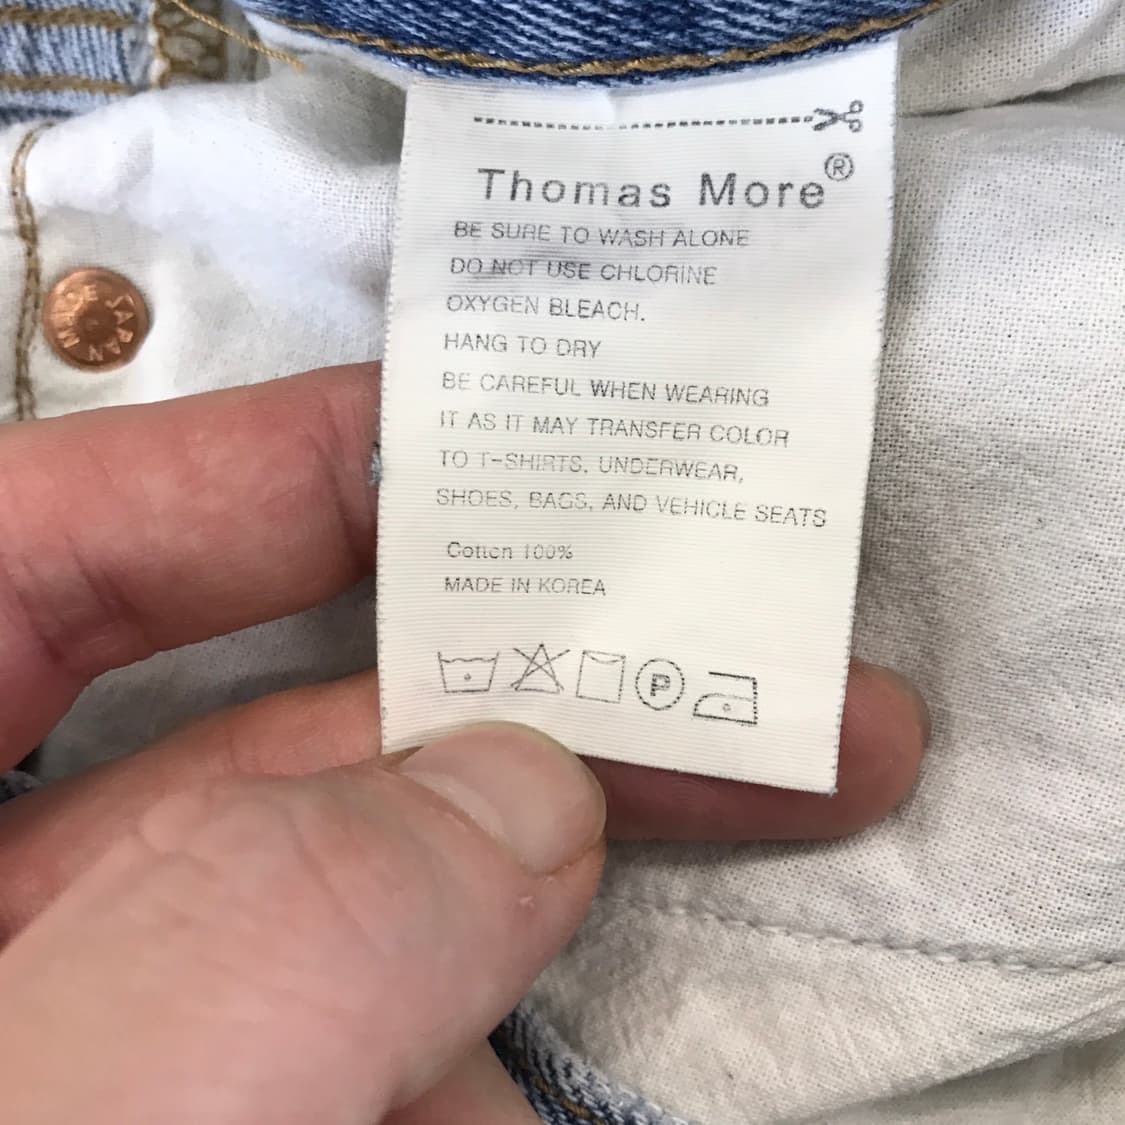 Thomas More®
BE SURE TO WASH ALONE
DO NOT USE CHLORINE
OXYGEN BLEACH.
HANG TO DRY
BE CAREFUL WHEN WEARING
IT AS IT MAY TRANSFER COLOR
TO T-SHIRTS, UNDERWEAR,
SHOES, BAGS, AND VEHICLE SEATS
Cotton 100%
MADE IN KOREA
P
MADE JAPAN